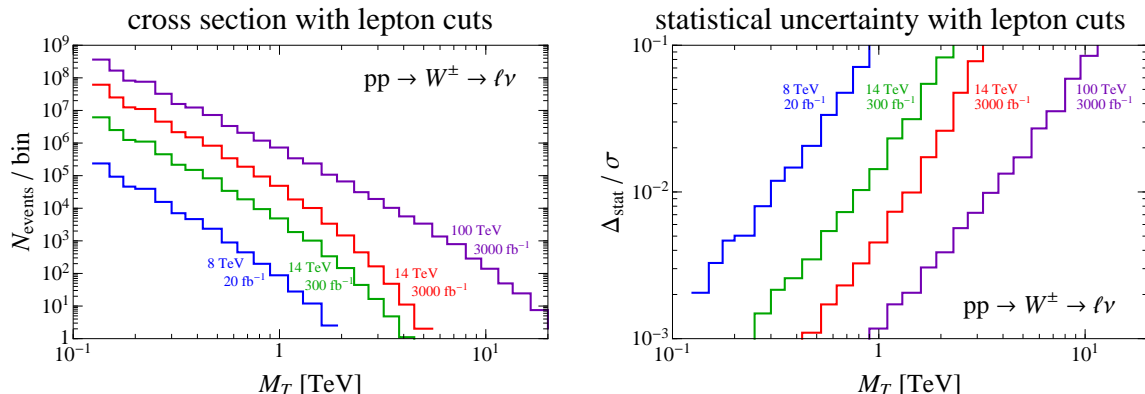 cross section with lepton cuts
10⁹
10⁸
10⁷
10⁶
10⁵
10⁴
10³
10²
10¹
1
N_events / bin
pp → W± → ℓν
8 TeV
20 fb⁻¹
14 TeV
300 fb⁻¹
14 TeV
3000 fb⁻¹
100 TeV
3000 fb⁻¹
10⁻¹
1
10¹
M_T [TeV]
statistical uncertainty with lepton cuts
10⁻¹
10⁻²
10⁻³
Δ_stat / σ
8 TeV
20 fb⁻¹
14 TeV
300 fb⁻¹
14 TeV
3000 fb⁻¹
100 TeV
3000 fb⁻¹
pp → W± → ℓν
10⁻¹
1
10¹
M_T [TeV]